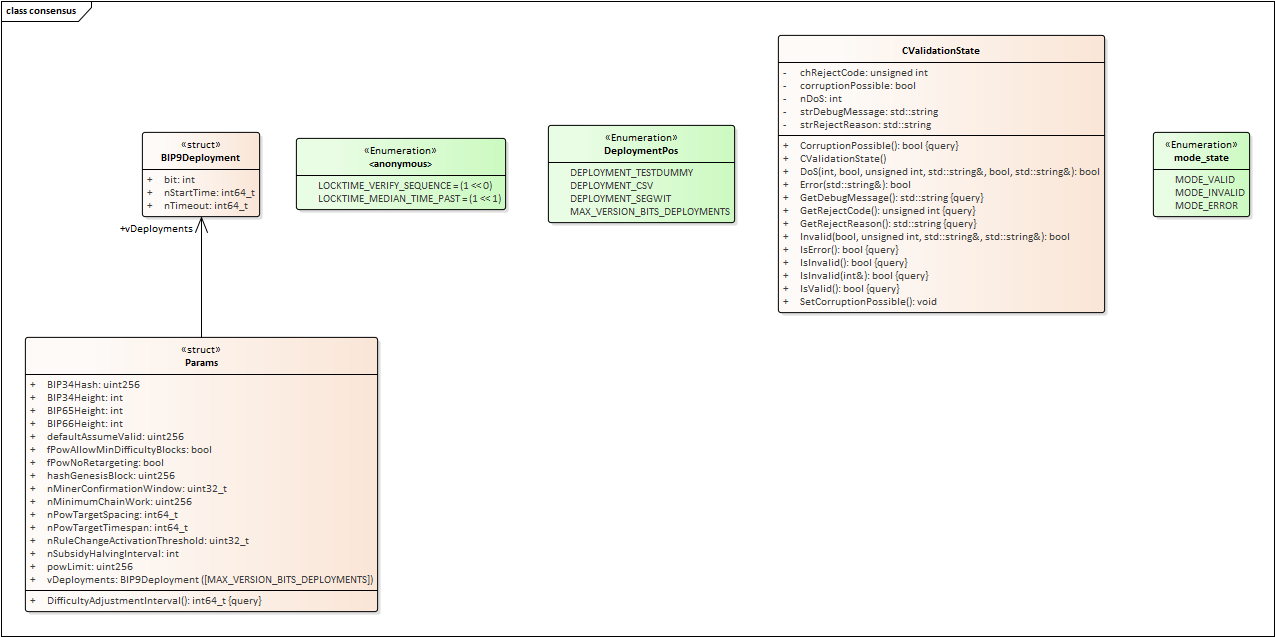 class consensus
«struct»
BIP9Deployment
+ bit: int
+ nStartTime: int64_t
+ nTimeout: int64_t
+vDeployments
«Enumeration»
<anonymous>
LOCKTIME_VERIFY_SEQUENCE = (1 << 0)
LOCKTIME_MEDIAN_TIME_PAST = (1 << 1)
«Enumeration»
DeploymentPos
DEPLOYMENT_TESTDUMMY
DEPLOYMENT_CSV
DEPLOYMENT_SEGWIT
MAX_VERSION_BITS_DEPLOYMENTS
CValidationState
- chRejectCode: unsigned int
- corruptionPossible: bool
- nDoS: int
- strDebugMessage: std::string
- strRejectReason: std::string
+ CorruptionPossible(): bool {query}
+ CValidationState()
+ DoS(int, bool, unsigned int, std::string&, bool, std::string&): bool
+ Error(std::string&): bool
+ GetDebugMessage(): std::string {query}
+ GetRejectCode(): unsigned int {query}
+ GetRejectReason(): std::string {query}
+ Invalid(bool, unsigned int, std::string&, std::string&): bool
+ IsError(): bool {query}
+ IsInvalid(): bool {query}
+ IsInvalid(int&): bool {query}
+ IsValid(): bool {query}
+ SetCorruptionPossible(): void
«Enumeration»
mode_state
MODE_VALID
MODE_INVALID
MODE_ERROR
«struct»
Params
+ BIP34Hash: uint256
+ BIP34Height: int
+ BIP65Height: int
+ BIP66Height: int
+ defaultAssumeValid: uint256
+ fPowAllowMinDifficultyBlocks: bool
+ fPowNoRetargeting: bool
+ hashGenesisBlock: uint256
+ nMinerConfirmationWindow: uint32_t
+ nMinimumChainWork: uint256
+ nPowTargetSpacing: int64_t
+ nPowTargetTimespan: int64_t
+ nRuleChangeActivationThreshold: uint32_t
+ nSubsidyHalvingInterval: int
+ powLimit: uint256
+ vDeployments: BIP9Deployment ([MAX_VERSION_BITS_DEPLOYMENTS])
+ DifficultyAdjustmentInterval(): int64_t {query}